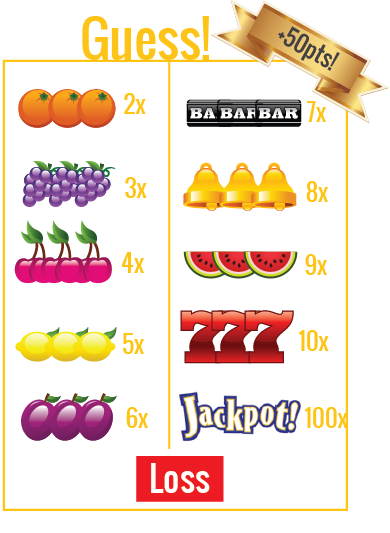 Guess!
+50pts!
2x
3x
4x
5x
6x
BA BAR BAR 7x
8x
9x
777 10x
Jackpot! 100x
Loss